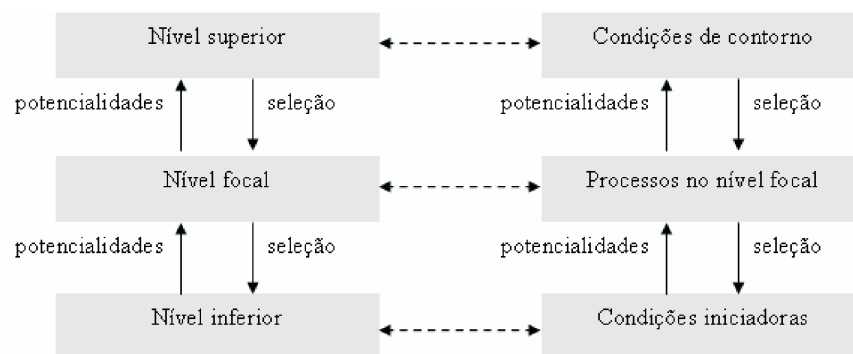 Nível superior
Condições de contorno
potencialidades
seleção
potencialidades
seleção
Nível focal
Processos no nível focal
potencialidades
seleção
potencialidades
seleção
Nível inferior
Condições iniciadoras